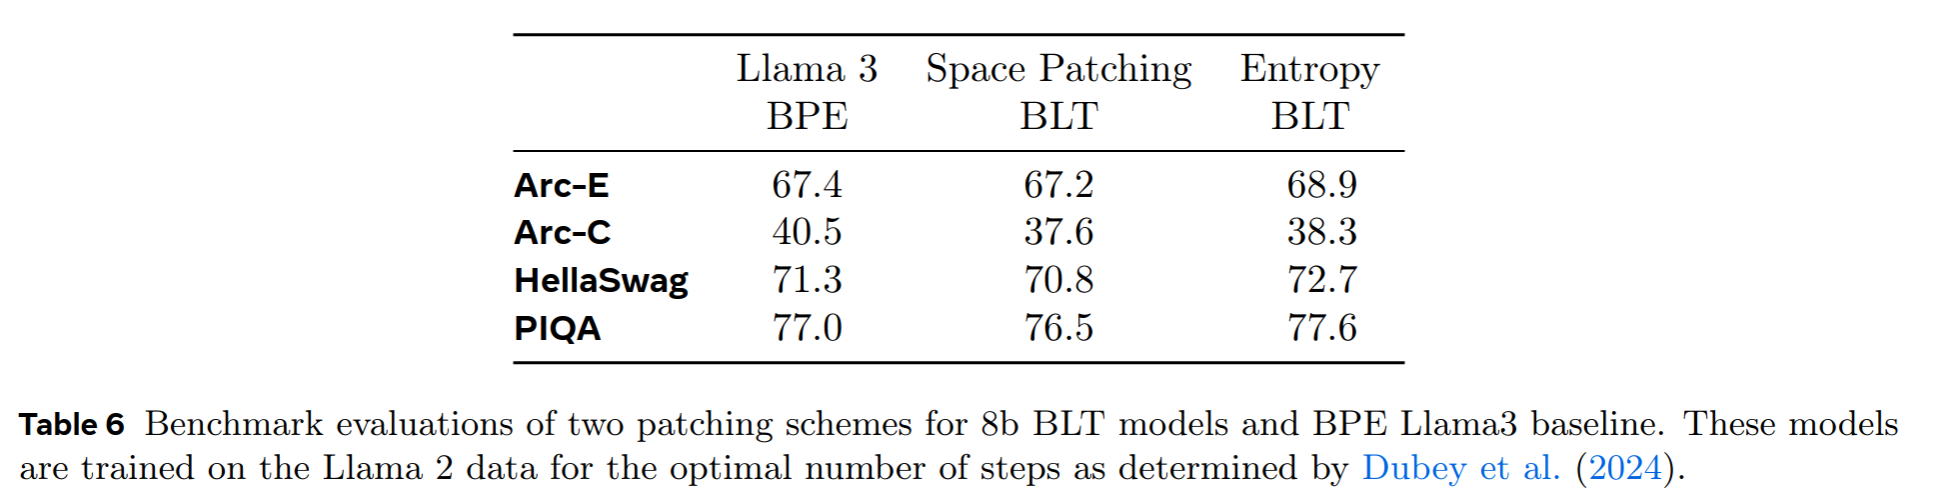 Llama 3 Space Patching Entropy
BPE BLT BLT
Arc-E 67.4 67.2 68.9
Arc-C 40.5 37.6 38.3
HellaSwag 71.3 70.8 72.7
PIQA 77.0 76.5 77.6
Table 6 Benchmark evaluations of two patching schemes for 8b BLT models and BPE Llama3 baseline. These models
are trained on the Llama 2 data for the optimal number of steps as determined by Dubey et al. (2024).